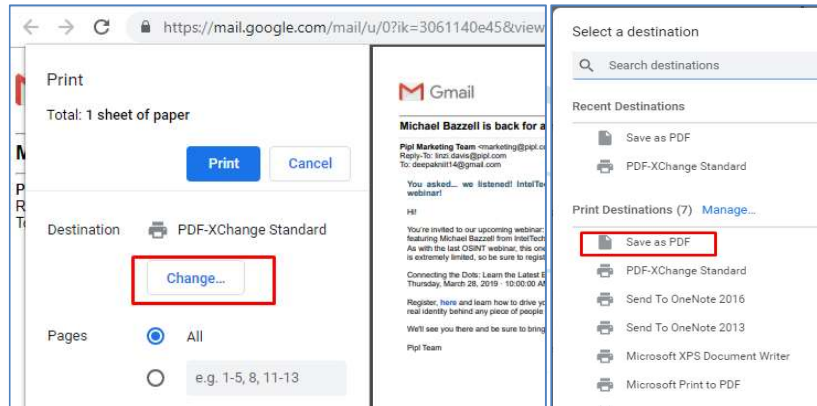 https://mail.google.com/mail/u/0?ik=3061140e45&view
Print
Total: 1 sheet of paper
Print Cancel
Destination PDF-XChange Standard
Change...
Pages All
e.g. 1-5, 8, 11-13
Gmail
Michael Bazzell is back for a
Pipl Marketing Team <marketing@pipl.co
Reply-To: linzi.davis@pipl.com
To: deepakniit14@gmail.com
You asked... we listened! IntelTec
webinar!
Hi!
You're invited to our upcoming webinar:
featuring Michael Bazzell from IntelTech
As with the last OSINT webinar, this one
is extremely limited, so be sure to regist
Connecting the Dots: Learn the Latest
Thursday, March 28, 2019 · 10:00:00 A
Register, here and learn how to drive yo
real identity behind any piece of people
We'll see you there and be sure to bring
Pipl Team
Select a destination
Search destinations
Recent Destinations
Save as PDF
PDF-XChange Standard
Print Destinations (7) Manage...
Save as PDF
PDF-XChange Standard
Send To OneNote 2016
Send To OneNote 2013
Microsoft XPS Document Writer
Microsoft Print to PDF